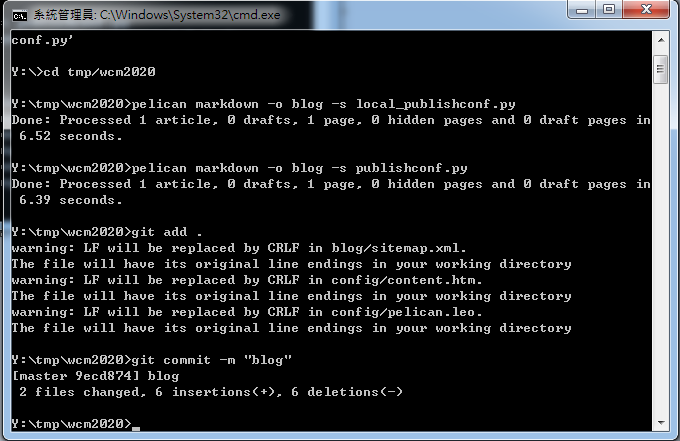 系統管理員: C:\Windows\System32\cmd.exe
conf.py'
Y:\>cd tmp/wcm2020
Y:\tmp\wcm2020>pelican markdown -o blog -s local_publishconf.py
Done: Processed 1 article, 0 drafts, 1 page, 0 hidden pages and 0 draft pages in
 6.52 seconds.
Y:\tmp\wcm2020>pelican markdown -o blog -s publishconf.py
Done: Processed 1 article, 0 drafts, 1 page, 0 hidden pages and 0 draft pages in
 6.39 seconds.
Y:\tmp\wcm2020>git add .
warning: LF will be replaced by CRLF in blog/sitemap.xml.
The file will have its original line endings in your working directory
warning: LF will be replaced by CRLF in config/content.htm.
The file will have its original line endings in your working directory
warning: LF will be replaced by CRLF in config/pelican.leo.
The file will have its original line endings in your working directory
Y:\tmp\wcm2020>git commit -m "blog"
[master 9ecd874] blog
 2 files changed, 6 insertions(+), 6 deletions(-)
Y:\tmp\wcm2020>